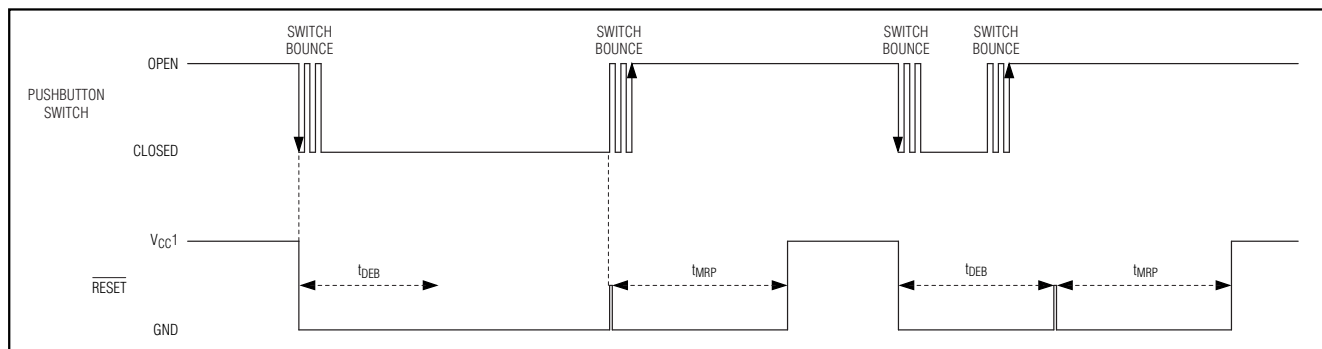 SWITCH
BOUNCE
SWITCH
BOUNCE
SWITCH
BOUNCE
SWITCH
BOUNCE
OPEN
PUSHBUTTON
SWITCH
CLOSED
VCC1
tDEB
tMRP
tDEB
tMRP
RESET
GND